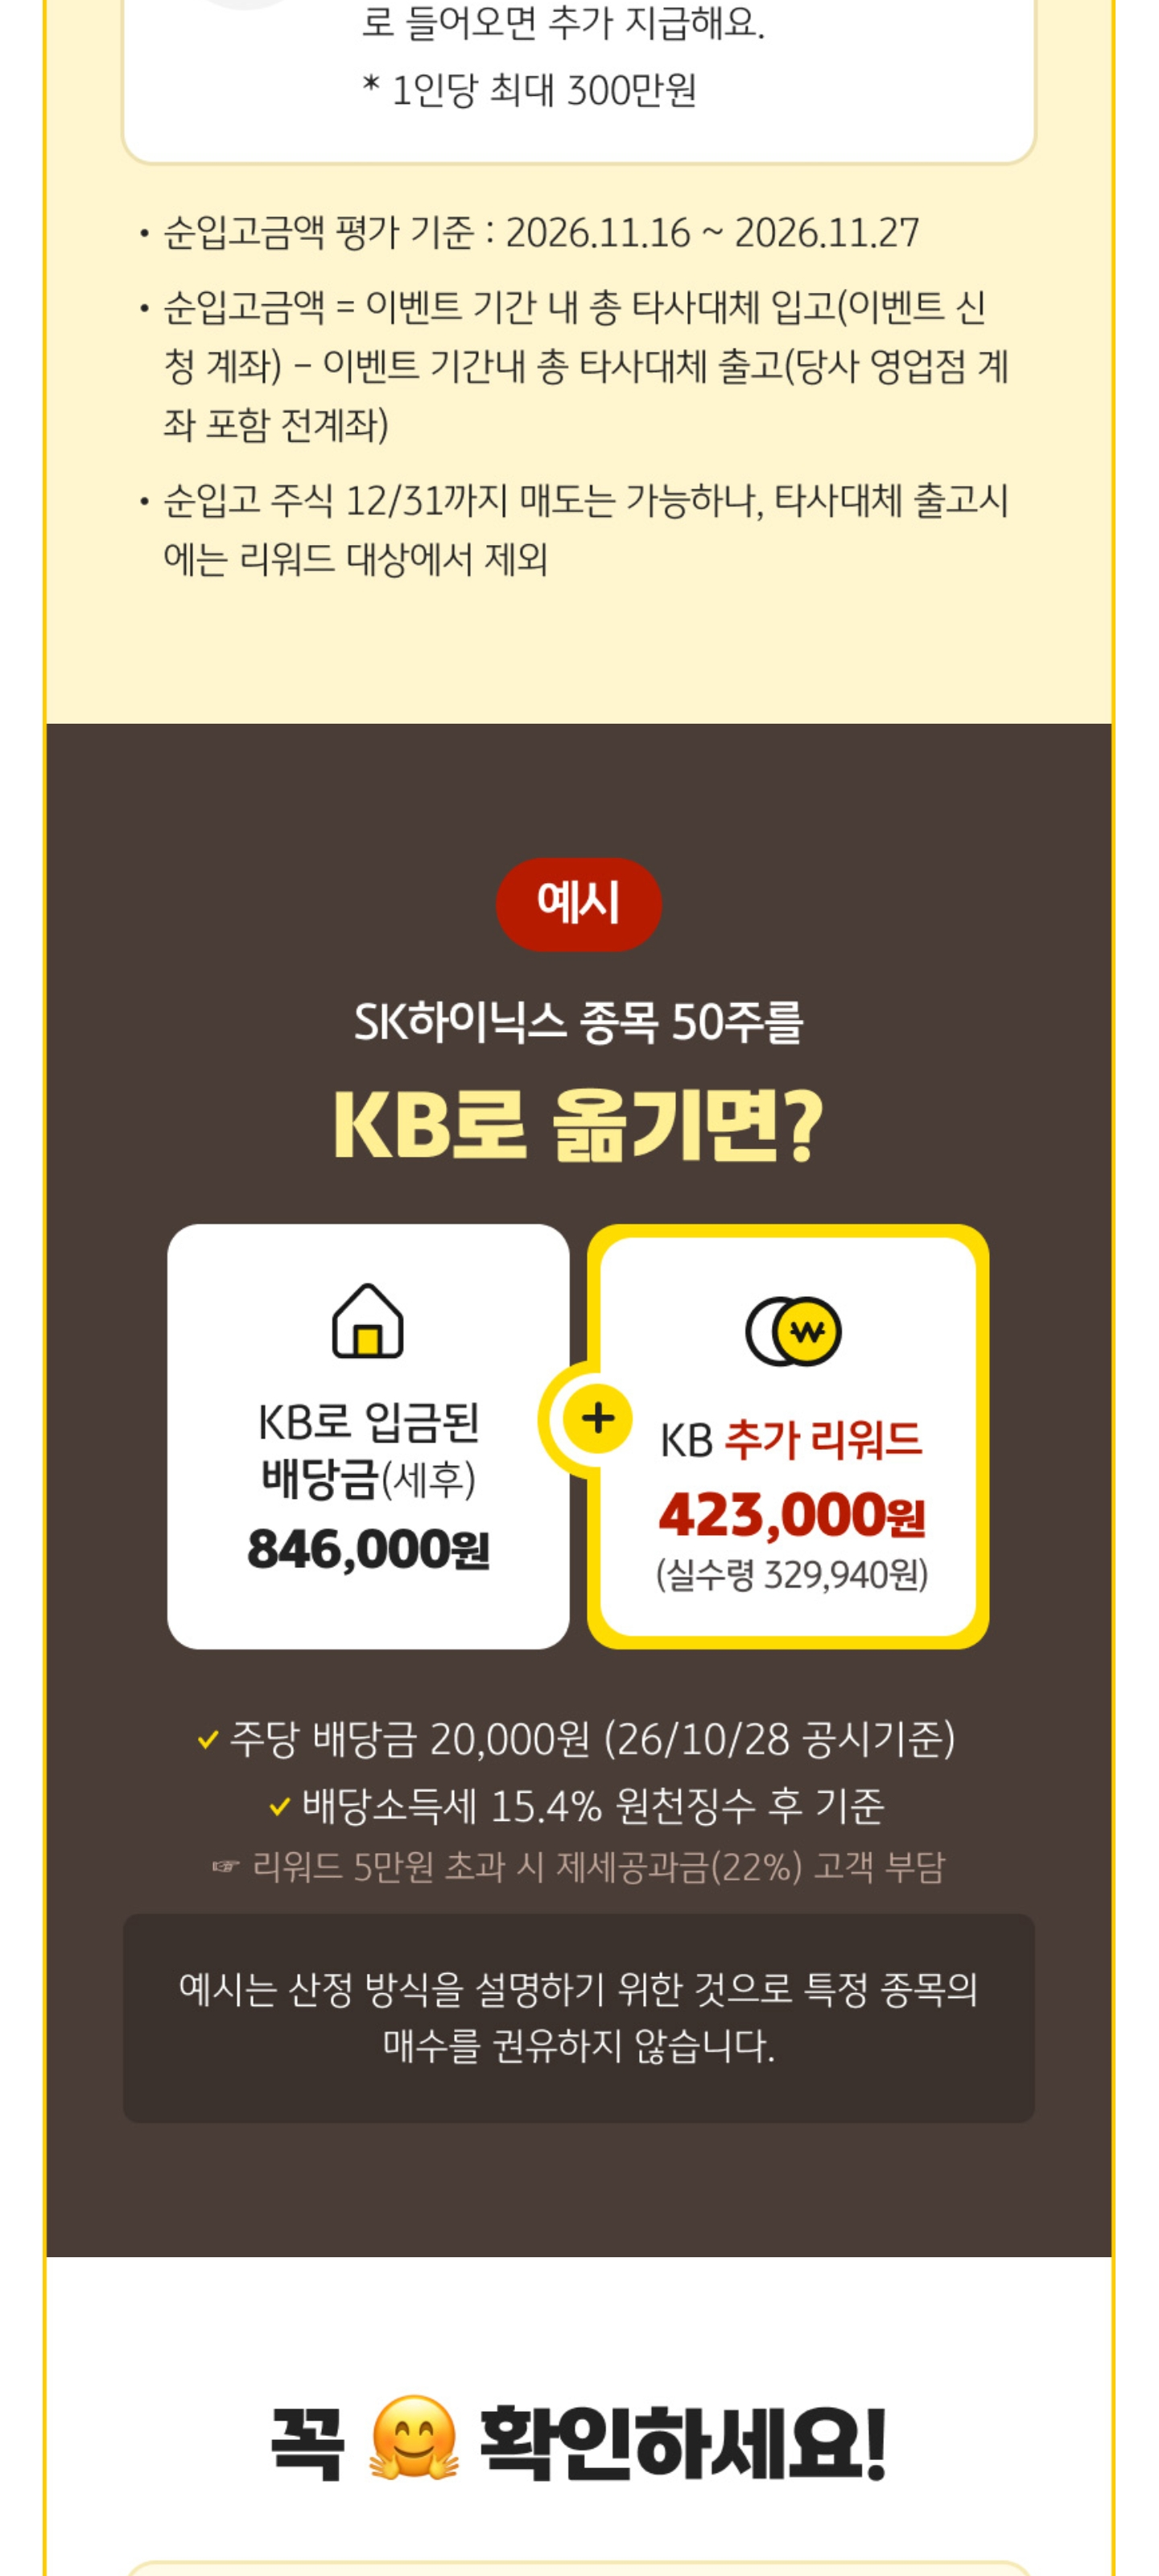 로 들어오면 추가 지급해요.
* 1인당 최대 300만원
• 순입고금액 평가 기준 : 2026.11.16 ~ 2026.11.27
• 순입고금액 = 이벤트 기간 내 총 타사대체 입고(이벤트 신
청 계좌) - 이벤트 기간내 총 타사대체 출고(당사 영업점 계
좌 포함 전계좌)
• 순입고 주식 12/31까지 매도는 가능하나, 타사대체 출고시
에는 리워드 대상에서 제외
예시
SK하이닉스 종목 50주를
KB로 옮기면?
KB로 입금된
배당금(세후)
846,000원
+
KB 추가 리워드
423,000원
(실수령 329,940원)
✓ 주당 배당금 20,000원 (26/10/28 공시기준)
✓ 배당소득세 15.4% 원천징수 후 기준
☞ 리워드 5만원 초과 시 제세공과금(22%) 고객 부담
예시는 산정 방식을 설명하기 위한 것으로 특정 종목의
매수를 권유하지 않습니다.
꼭 🤗 확인하세요!